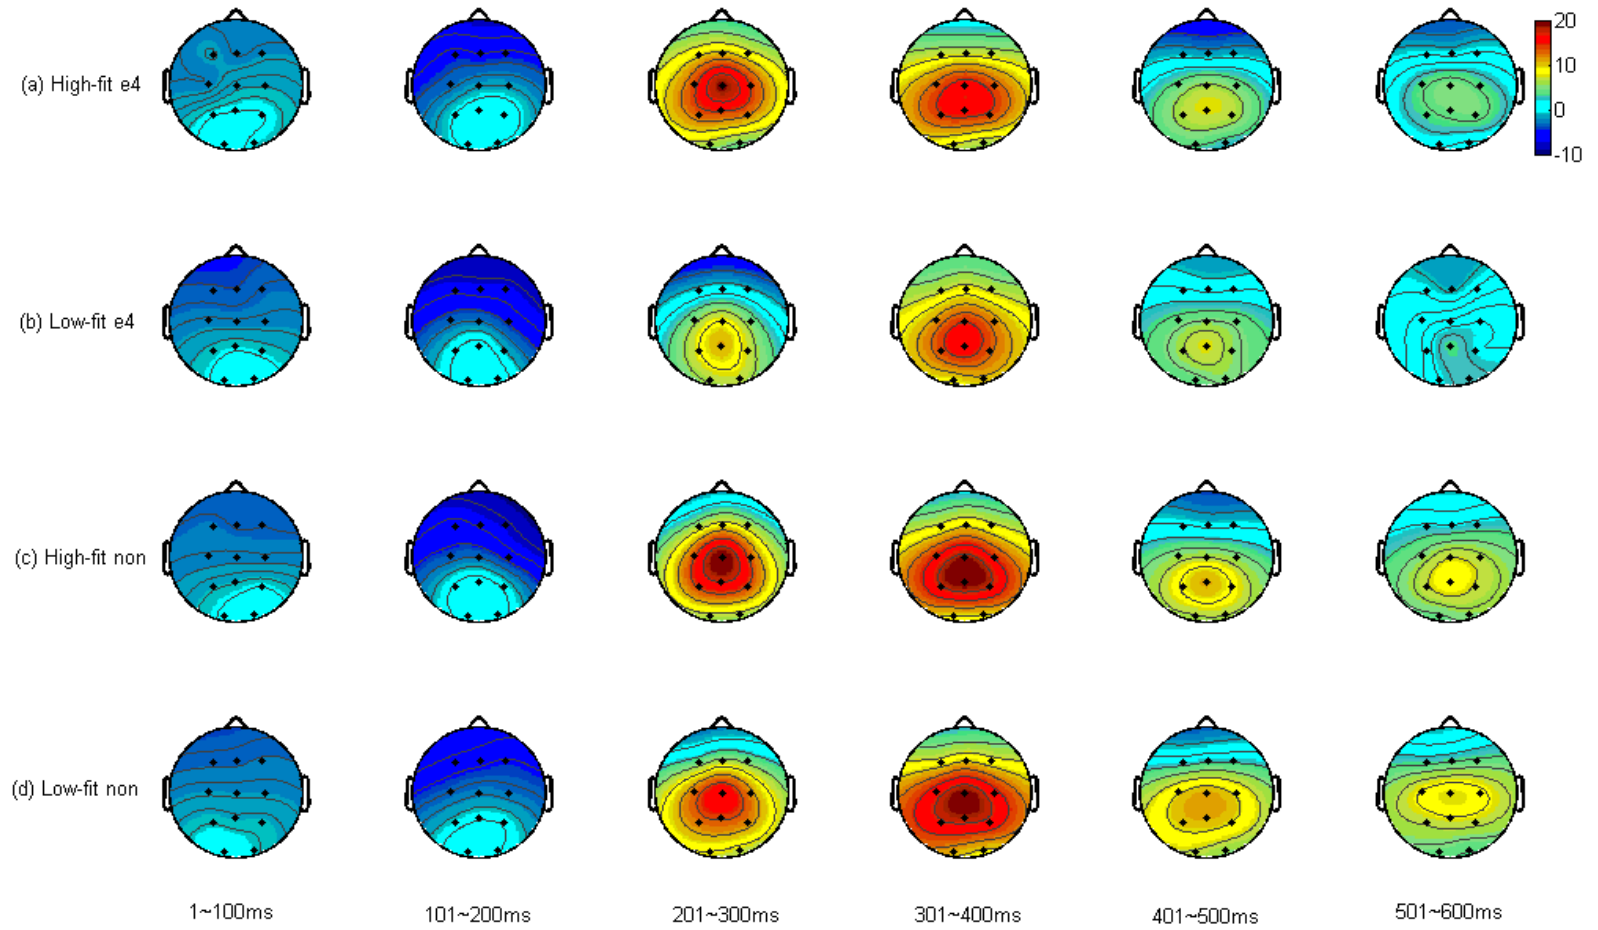 20
(a) High-fit e4
10
0
-10
(b) Low-fit e4
(c) High-fit non
(d) Low-fit non
1~100ms 101~200ms 201~300ms 301~400ms 401~500ms 501~600ms